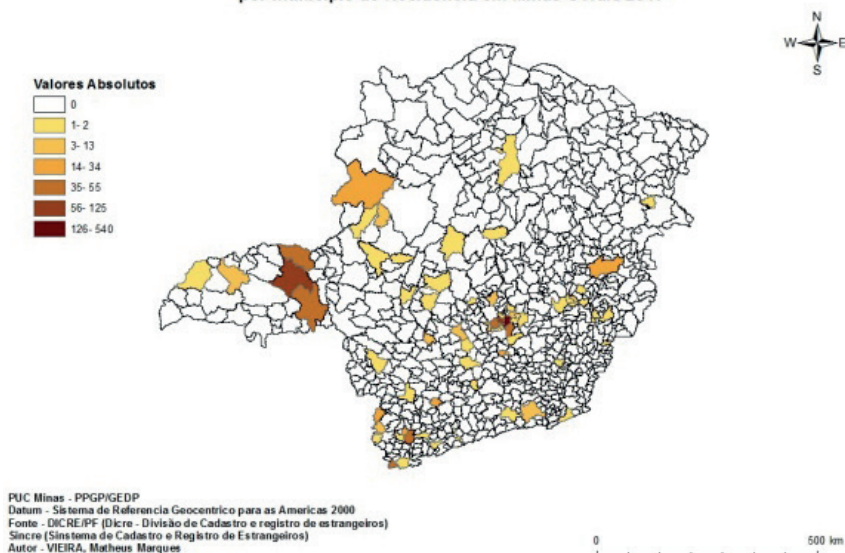 N
W E
S
Valores Absolutos
0
1- 2
3- 13
14- 34
35- 55
56- 125
126- 540
PUC Minas - PPGP/GEDP
Datum - Sistema de Referencia Geocentrico para as Americas 2000
Fonte - DICRE/PF (Dicre - Divisão de Cadastro e registro de estrangeiros)
Sincre (Sinstema de Cadastro e Registro de Estrangeiros)
Autor - VIEIRA, Matheus Marques
0 500 km